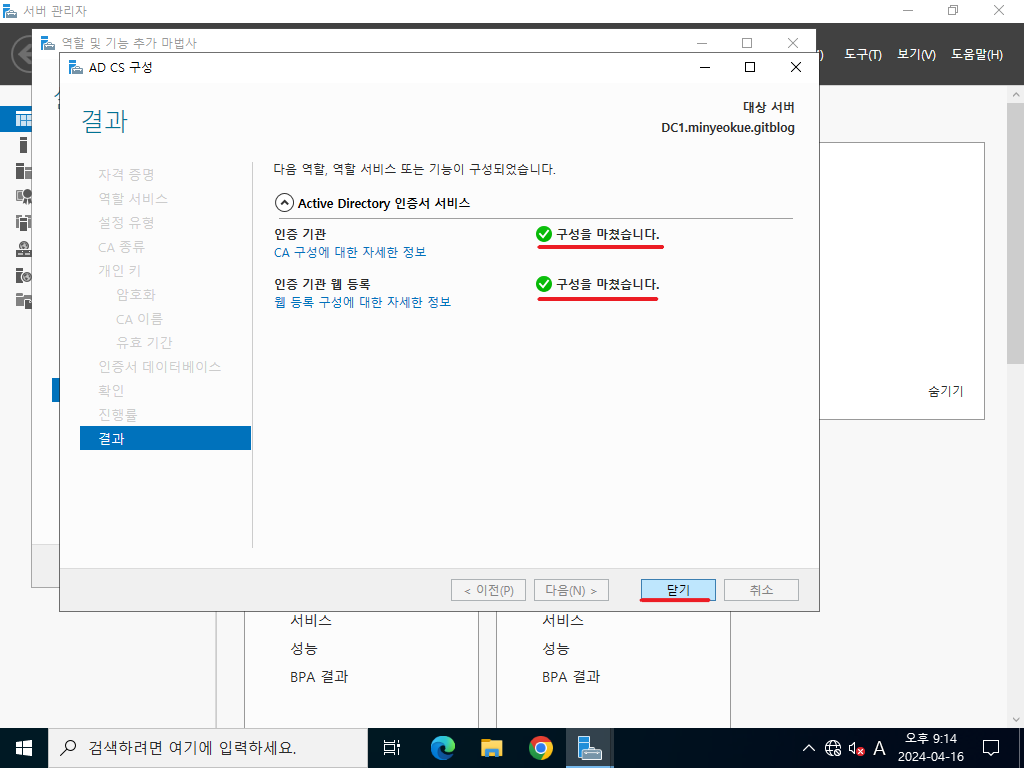 서버 관리자
역할 및 기능 추가 마법사
도구(T) 보기(V) 도움말(H)
AD CS 구성
결과
대상 서버
DC1.minyeokue.gitblog
자격 증명
역할 서비스
설정 유형
CA 종류
개인 키
암호화
CA 이름
유효 기간
인증서 데이터베이스
확인
진행률
결과
다음 역할, 역할 서비스 또는 기능이 구성되었습니다.
Active Directory 인증서 서비스
인증 기관 구성을 마쳤습니다.
CA 구성에 대한 자세한 정보
인증 기관 웹 등록 구성을 마쳤습니다.
웹 등록 구성에 대한 자세한 정보
숨기기
< 이전(P) 다음(N) > 닫기 취소
서비스 서비스
성능 성능
BPA 결과 BPA 결과
검색하려면 여기에 입력하세요.
A
오후 9:14
2024-04-16